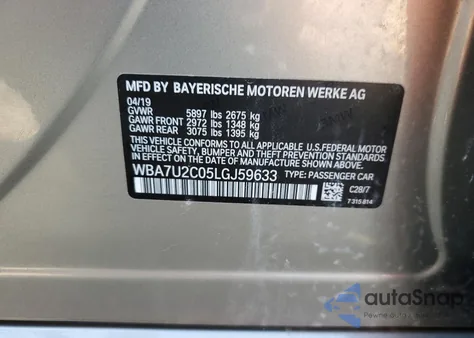 MFD BY BAYERISCHE MOTOREN WERKE AG
04/19
GVWR 5897 lbs 2675 kg
GAWR FRONT 2972 lbs 1348 kg
GAWR REAR 3075 lbs 1395 kg
THIS VEHICLE CONFORMS TO ALL APPLICABLE U.S. FEDERAL MOTOR
VEHICLE SAFETY, BUMPER AND THEFT PREVENTION STANDARDS
IN EFFECT ON THE DATE OF MANUFACTURE SHOWN ABOVE.
WBA7U2C05LGJ59633 TYPE: PASSENGER CAR
C28/7
7 315 814
autoSnap